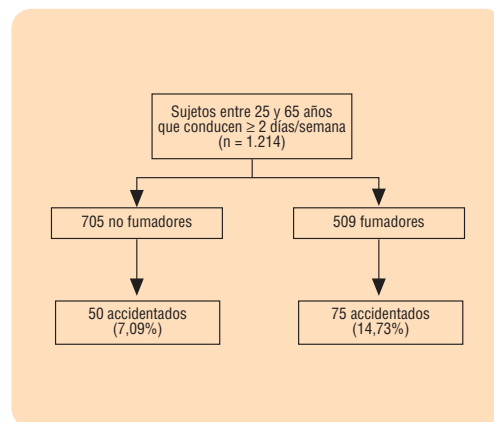 Sujetos entre 25 y 65 años
que conducen ≥ 2 días/semana
(n = 1.214)
705 no fumadores
509 fumadores
50 accidentados
(7,09%)
75 accidentados
(14,73%)